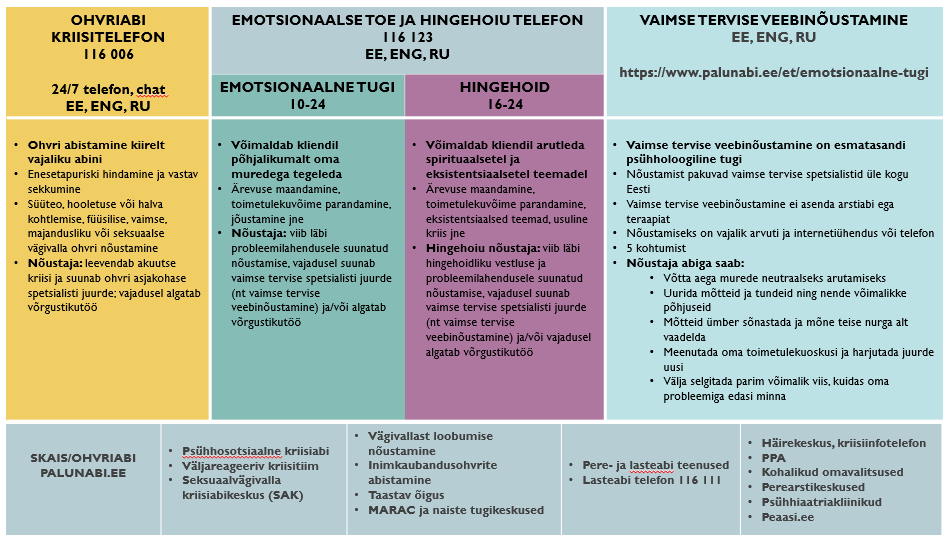 OHVRIABI
KRIISITELEFON
116 006
24/7 telefon, chat
EE, ENG, RU
EMOTSIONAALSE TOE JA HINGEHOIU TELEFON
116 123
EE, ENG, RU
EMOTSIONAALNE TUGI
10-24
HINGEHOID
16-24
VAIMSE TERVISE VEEBINÕUSTAMINE
EE, ENG, RU
https://www.palunabi.ee/et/emotsionaalne-tugi
• Ohvri abistamine kiirelt
vajaliku abini
• Enesetapuriski hindamine ja vastav
sekkumine
• Süüteo, hooletuse või halva
kohtlemise, füüsilise, vaimse,
majandusliku või seksuaalse
vägivalla ohvri nõustamine
• Nõustaja: leevendab akuutse
kriisi ja suunab ohvri asjakohase
spetsialisti juurde; vajadusel algatab
võrgustikutöö
• Võimaldab kliendil
põhjalikumalt oma
muredega tegeleda
• Ärevuse maandamine,
toimetulekuvõime parandamine,
jõustamine jne
• Nõustaja: viib läbi
probleemilahendusele suunatud
nõustamise, vajadusel suunab
vaimse tervise spetsialisti juurde
(nt vaimse tervise
veebinõustamine) ja/või algatab
võrgustikutöö
• Võimaldab kliendil arutleda
spirituaalsetel ja
eksistentsiaalsetel teemadel
• Ärevuse maandamine,
toimetulekuvõime parandamine,
eksistentsiaalsed teemad, usuline
kriis jne
• Hingehoiu nõustaja: viib läbi
hingehoidliku vestluse ja
probleemilahendusele suunatud
nõustamise, vajadusel suunab
vaimse tervise spetsialisti juurde
(nt vaimse tervise
veebinõustamine) ja/või vajadusel
algatab võrgustikutöö
• Vaimse tervise veebinõustamine on esmatasandi
psühholoogiline tugi
• Nõustamist pakuvad vaimse tervise spetsialistid üle kogu
Eesti
• Vaimse tervise veebinõustamine ei asenda arstiabi ega
teraapiat
• Nõustamiseks on vajalik arvuti ja internetiühendus või telefon
• 5 kohtumist
• Nõustaja abiga saab:
• Võtta aega murede neutraalseks arutamiseks
• Uurida mõtteid ja tundeid ning nende võimalikke
põhjuseid
• Mõtteid ümber sõnastada ja mõne teise nurga alt
vaadelda
• Meenutada oma toimetulekuoskusi ja harjutada juurde
uusi
• Välja selgitada parim võimalik viis, kuidas oma
probleemiga edasi minna
SKAIS/OHVRIABI
PALUNABI.EE
• Psühhosotsiaalne kriisiabi
• Väljareageeriv kriisitiim
• Seksuaalvägivalla
kriisiabikeskus (SAK)
• Vägivallast loobumise
nõustamine
• Inimkaubandusohvrite
abistamine
• Taastav õigus
• MARAC ja naiste tugikeskused
• Pere- ja lasteabi teenused
• Lasteabi telefon 116 111
• Häirekeskus, kriisiinfotelefon
• PPA
• Kohalikud omavalitsused
• Perearstikeskused
• Psühhiaatriakliinikud
• Peaasi.ee